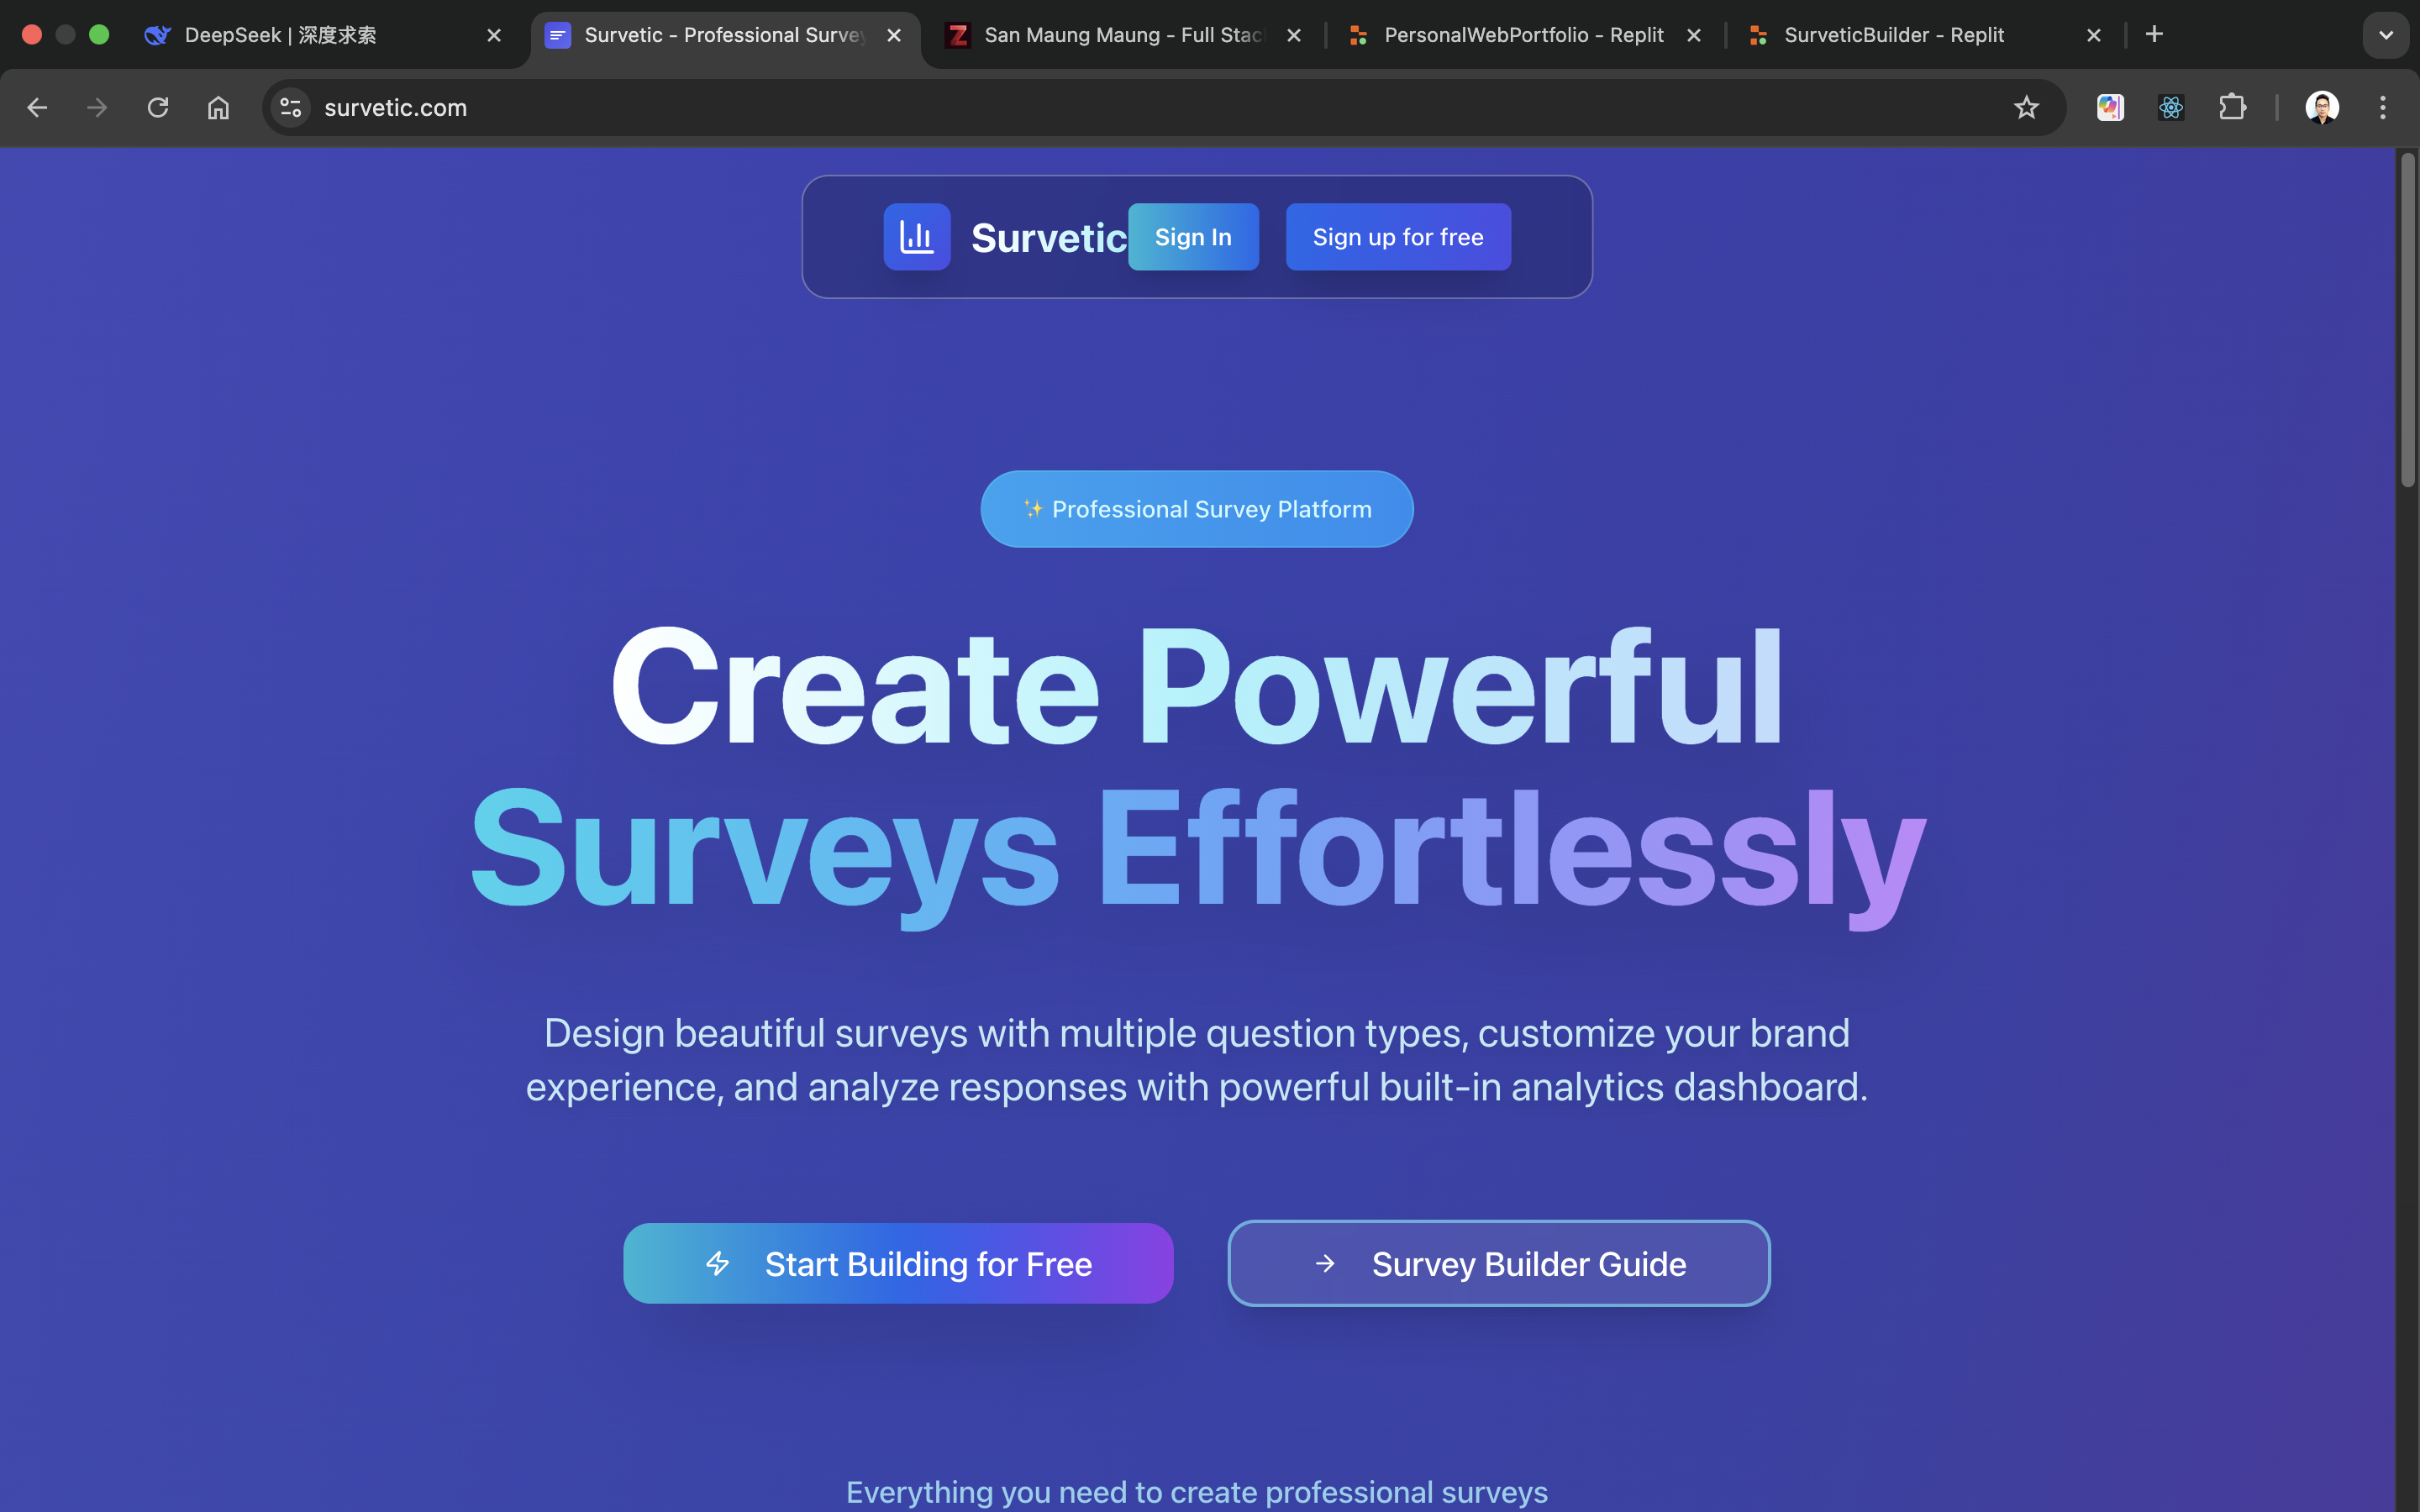 DeepSeek | 深度求索
Survetic - Professional Survey
San Maung Maung - Full Stac
PersonalWebPortfolio - Replit
SurveticBuilder - Replit
survetic.com
Survetic
Sign In
Sign up for free
✨ Professional Survey Platform
Create Powerful
Surveys Effortlessly
Design beautiful surveys with multiple question types, customize your brand
experience, and analyze responses with powerful built-in analytics dashboard.
Start Building for Free
Survey Builder Guide
Everything you need to create professional surveys